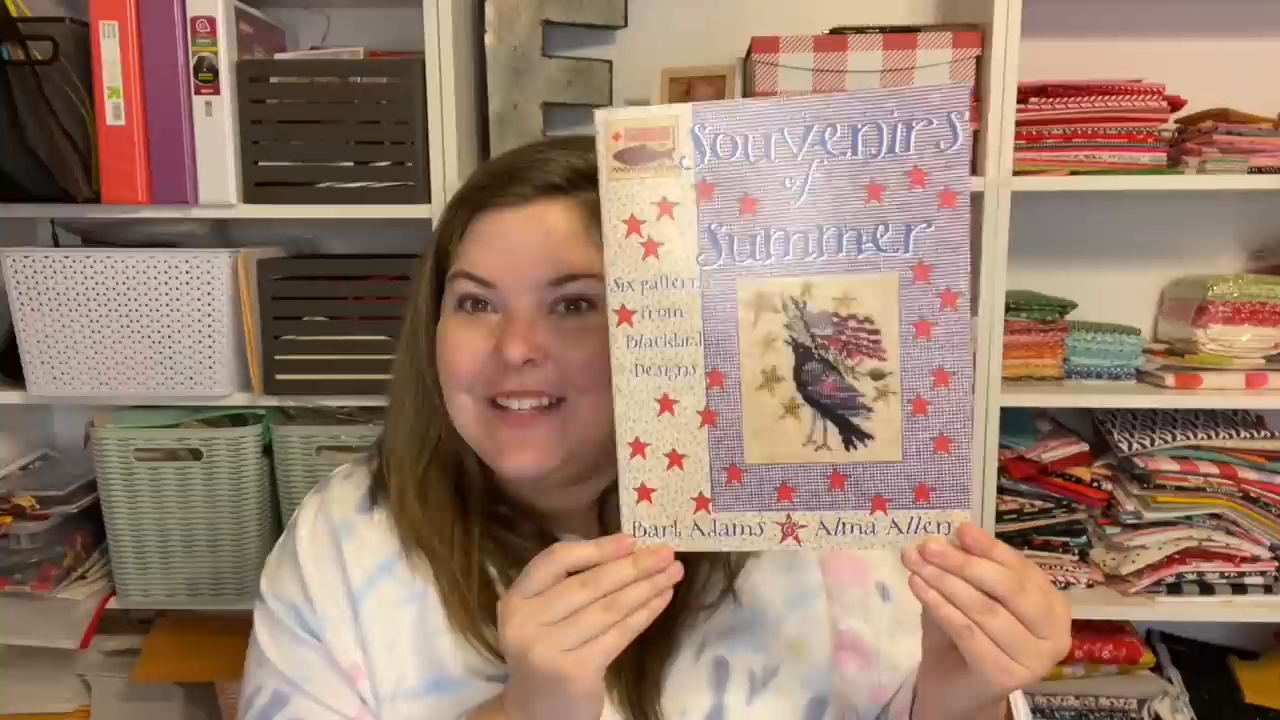 Souvenirs
of
Summer
Six patterns
from
Blackbird
Designs
Barb Adams & Alma Allen